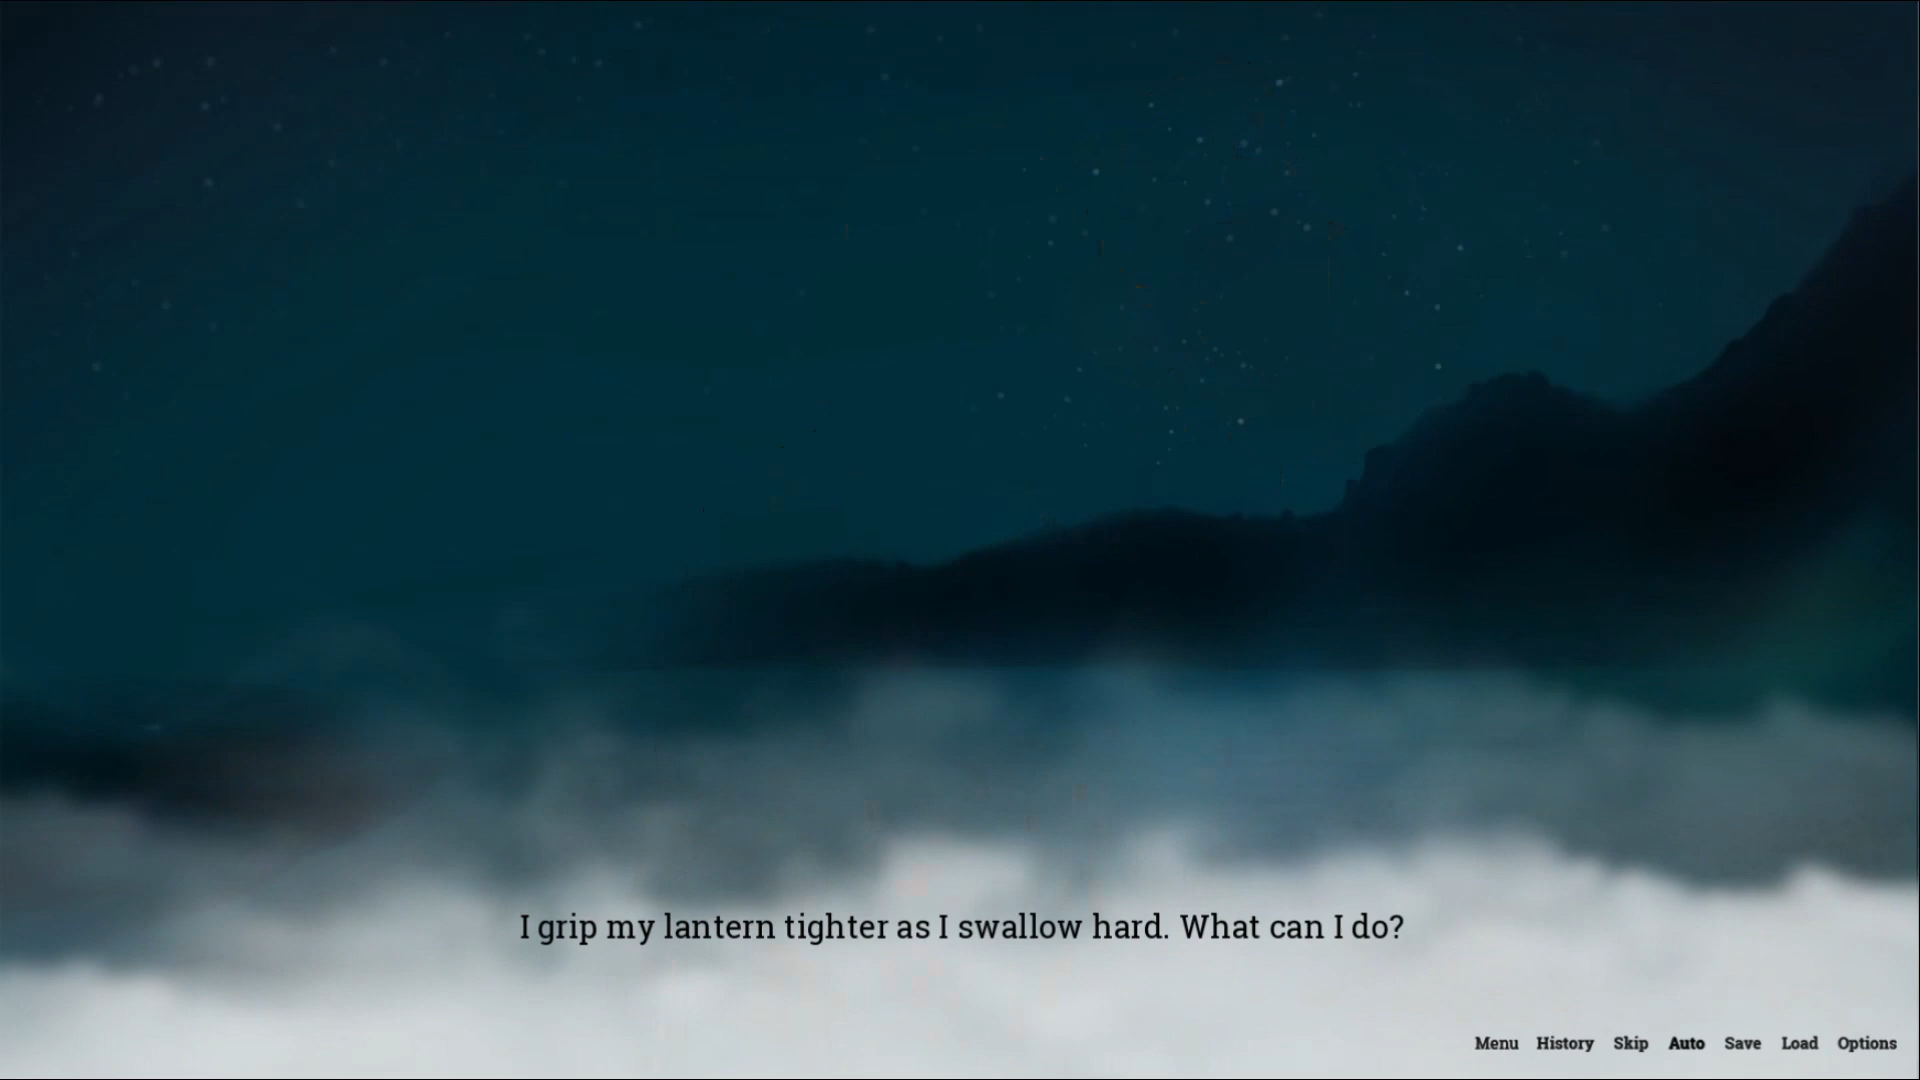 I grip my lantern tighter as I swallow hard. What can I do?
Menu History Skip Auto Save Load Options